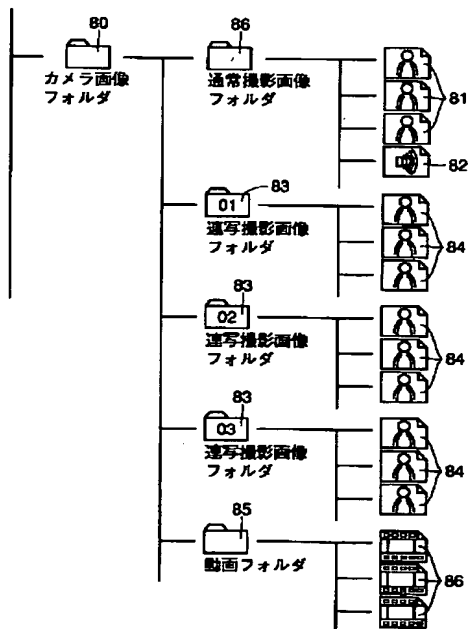 80
カメラ画像
フォルダ
86
通常撮影画像
フォルダ
81
82
83
01
連写撮影画像
フォルダ
84
83
02
連写撮影画像
フォルダ
84
83
03
連写撮影画像
フォルダ
84
85
動画フォルダ
86